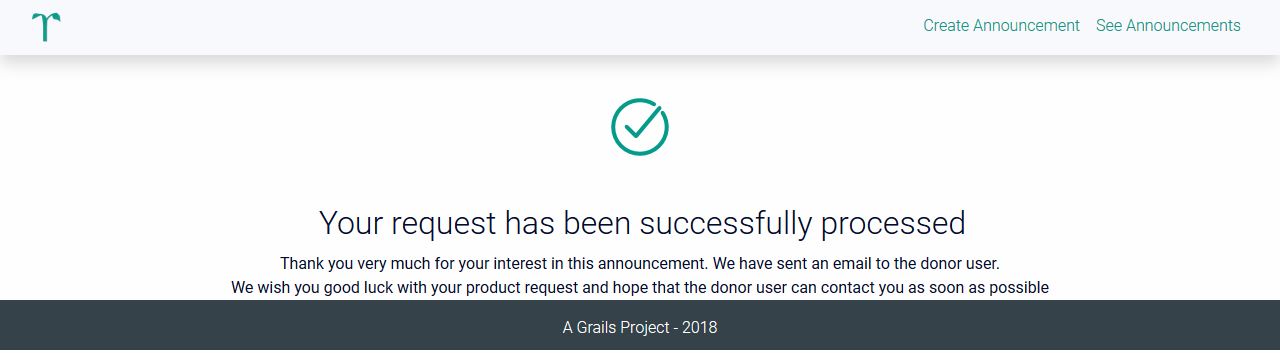 Create Announcement See Announcements
Your request has been successfully processed
Thank you very much for your interest in this announcement. We have sent an email to the donor user.
We wish you good luck with your product request and hope that the donor user can contact you as soon as possible
A Grails Project - 2018